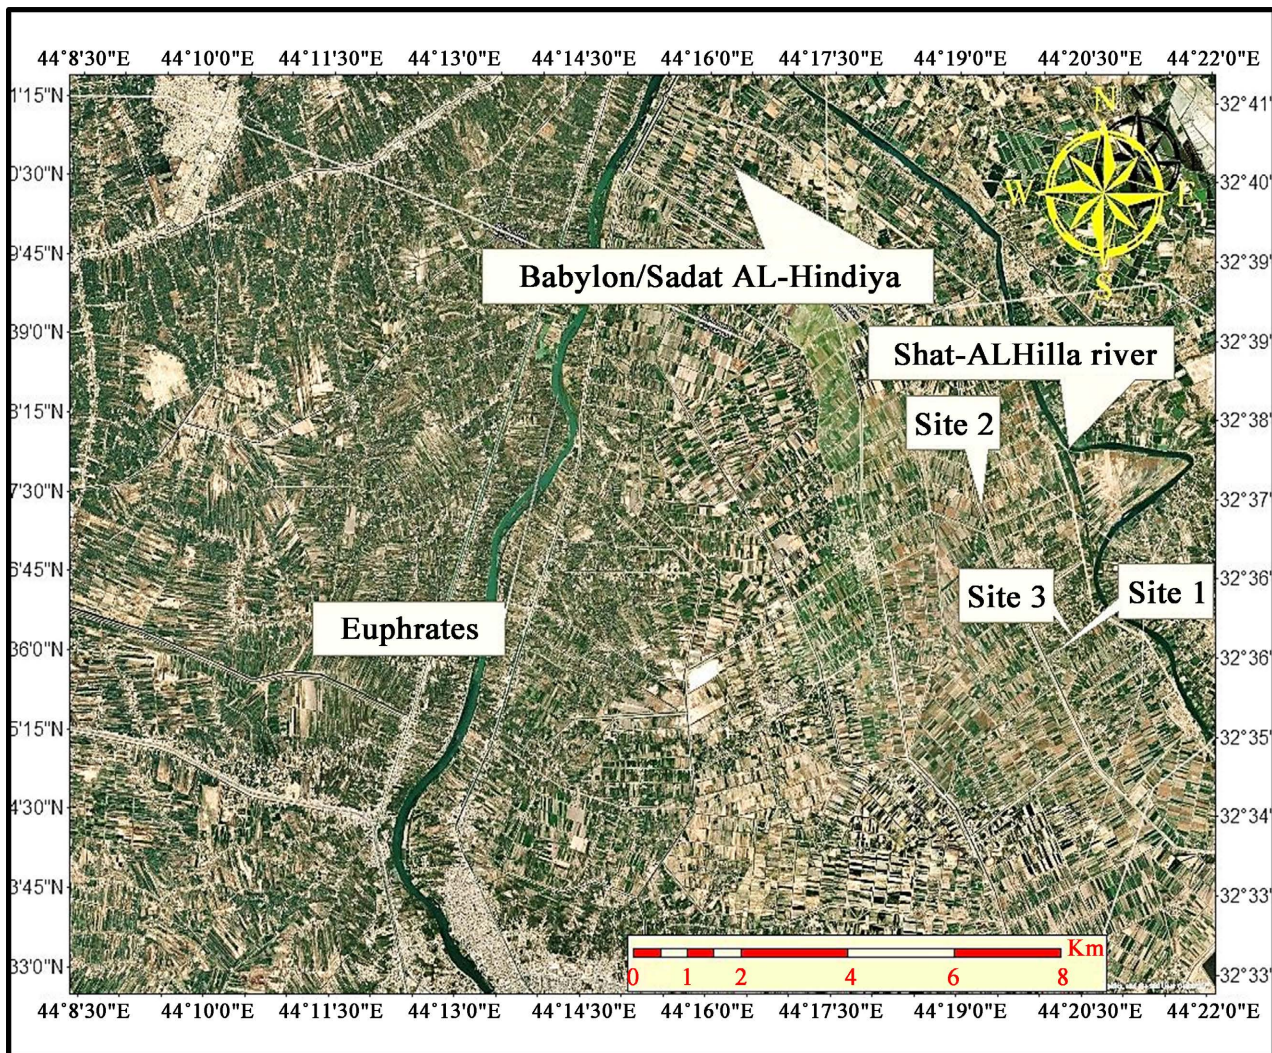 44°8'30"E 44°10'0"E 44°11'30"E 44°13'0"E 44°14'30"E 44°16'0"E 44°17'30"E 44°19'0"E 44°20'30"E 44°22'0"E
1'15"N
32°41'
N
0'30"N
32°40'
W
E
9'45"N
32°39'
S
Babylon/Sadat AL-Hindiya
39'0"N
32°39'
Shat-ALHilla river
8'15"N
Site 2
32°38'
7'30"N
32°37'
6'45"N
32°36'
Site 3
Site 1
Euphrates
36'0"N
32°36'
5'15"N
32°35'
4'30"N
32°34'
3'45"N
32°33'
Km
33'0"N
32°33'
0 1 2 4 6 8
44°8'30"E 44°10'0"E 44°11'30"E 44°13'0"E 44°14'30"E 44°16'0"E 44°17'30"E 44°19'0"E 44°20'30"E 44°22'0"E